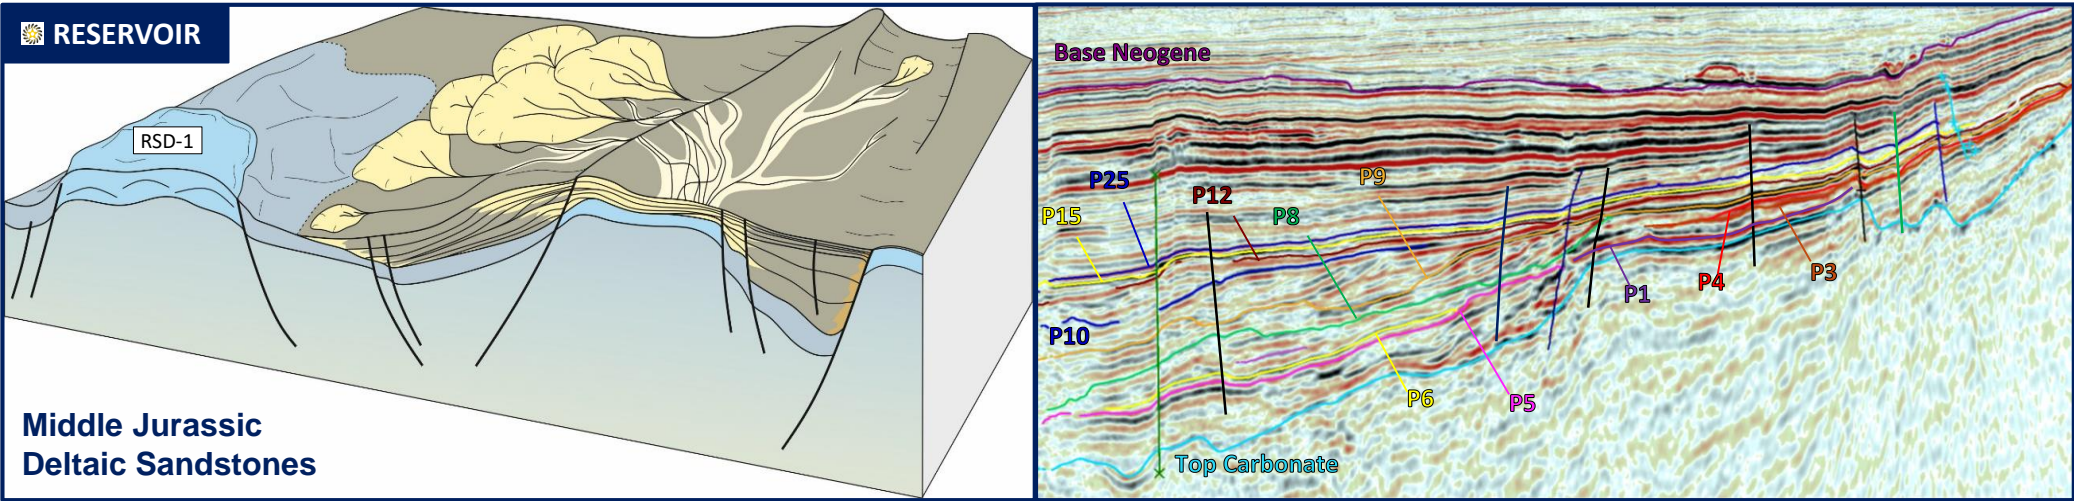 RESERVOIR
RSD-1
Middle Jurassic
Deltaic Sandstones
Base Neogene
P25
P15
P12
P9
P8
P10
P1
P4
P3
P6
P5
Top Carbonate